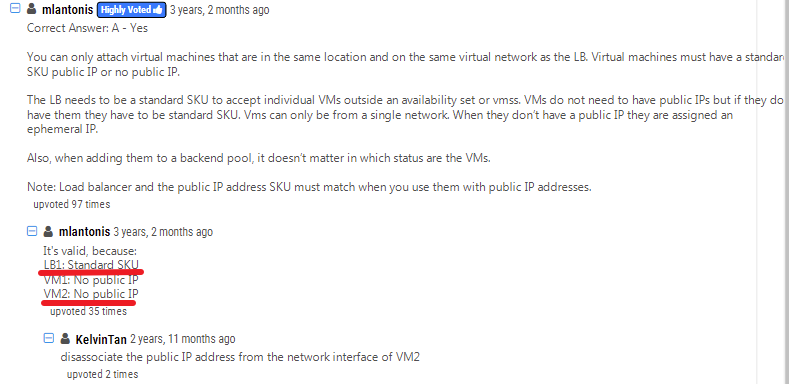 mlantonis Highly Voted 3 years, 2 months ago
Correct Answer: A - Yes
You can only attach virtual machines that are in the same location and on the same virtual network as the LB. Virtual machines must have a standar
SKU public IP or no public IP.
The LB needs to be a standard SKU to accept individual VMs outside an availability set or vmss. VMs do not need to have public IPs but if they do
have them they have to be standard SKU. Vms can only be from a single network. When they don't have a public IP they are assigned an
ephemeral IP.
Also, when adding them to a backend pool, it doesn't matter in which status are the VMs.
Note: Load balancer and the public IP address SKU must match when you use them with public IP addresses.
upvoted 97 times
mlantonis 3 years, 2 months ago
It's valid, because:
LB1: Standard SKU
VM1: No public IP
VM2: No public IP
upvoted 35 times
KelvinTan 2 years, 11 months ago
disassociate the public IP address from the network interface of VM2
upvoted 2 times